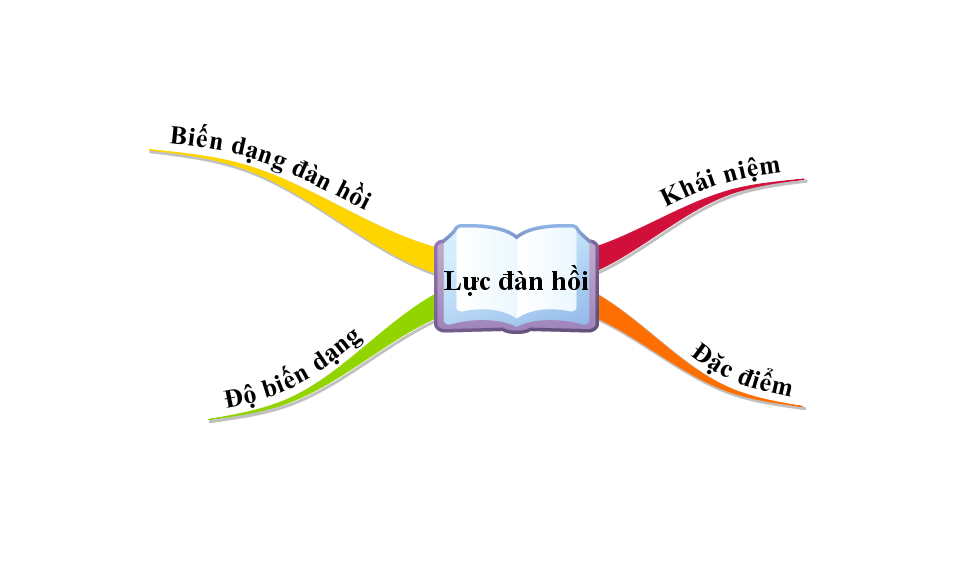 Biến dạng đàn hồi
Khái niệm
Lực đàn hồi
Độ biến dạng
Đặc điểm